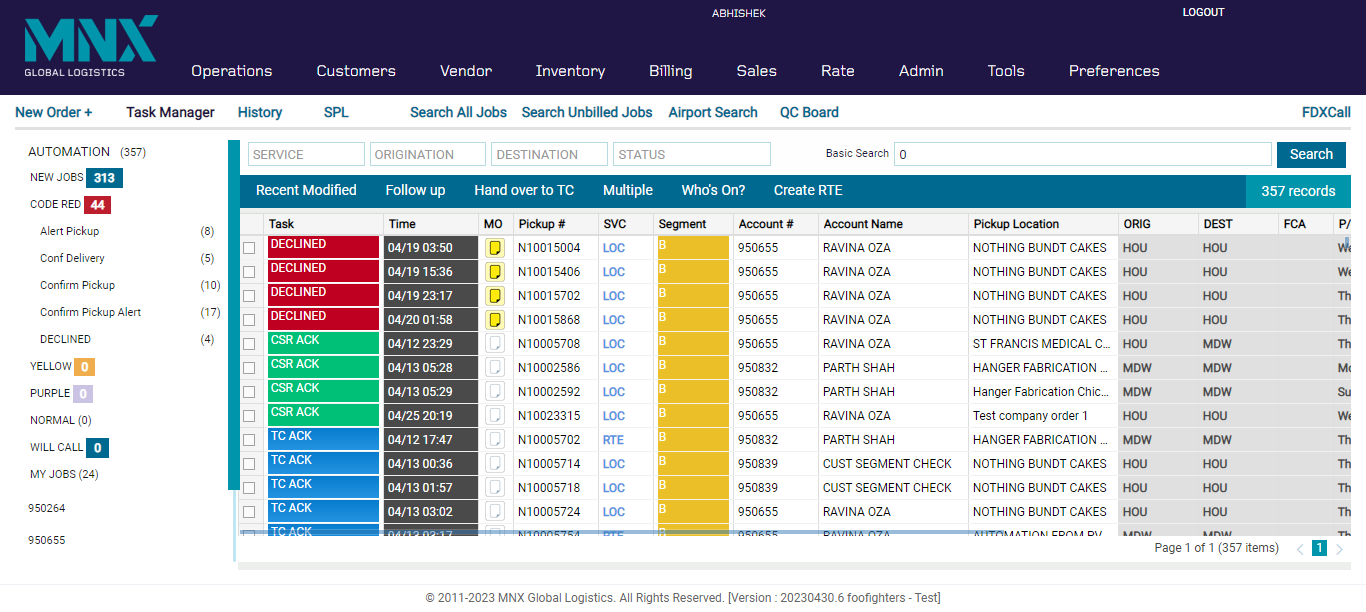 ABHISHEK LOGOUT
MNX
GLOBAL LOGISTICS
Operations Customers Vendor Inventory Billing Sales Rate Admin Tools Preferences
New Order + Task Manager History SPL Search All Jobs Search Unbilled Jobs Airport Search QC Board FDXCall
AUTOMATION (357)
NEW JOBS 313
CODE RED 44
Alert Pickup (8)
Conf Delivery (5)
Confirm Pickup (10)
Confirm Pickup Alert (17)
DECLINED (4)
YELLOW 0
PURPLE 0
NORMAL (0)
WILL CALL 0
MY JOBS (24)
950264
950655
SERVICE ORIGINATION DESTINATION STATUS Basic Search 0 Search
Recent Modified Follow up Hand over to TC Multiple Who's On? Create RTE 357 records
Task Time MO Pickup # SVC Segment Account # Account Name Pickup Location ORIG DEST FCA P/
DECLINED 04/19 03:50 N10015004 LOC B 950655 RAVINA OZA NOTHING BUNDT CAKES HOU HOU We
DECLINED 04/19 15:36 N10015406 LOC B 950655 RAVINA OZA NOTHING BUNDT CAKES HOU HOU We
DECLINED 04/19 23:17 N10015702 LOC B 950655 RAVINA OZA NOTHING BUNDT CAKES HOU HOU Th
DECLINED 04/20 01:58 N10015868 LOC B 950655 RAVINA OZA NOTHING BUNDT CAKES HOU HOU Th
CSR ACK 04/12 23:29 N10005708 LOC B 950655 RAVINA OZA ST FRANCIS MEDICAL C... HOU MDW Th
CSR ACK 04/13 05:28 N10002586 LOC B 950832 PARTH SHAH HANGER FABRICATION ... MDW MDW Mo
CSR ACK 04/13 05:29 N10002592 LOC B 950832 PARTH SHAH Hanger Fabrication Chic... MDW MDW Su
CSR ACK 04/25 20:19 N10023315 LOC B 950655 RAVINA OZA Test company order 1 HOU HOU We
TC ACK 04/12 17:47 N10005702 RTE B 950832 PARTH SHAH HANGER FABRICATION ... MDW MDW Th
TC ACK 04/13 00:36 N10005714 LOC B 950839 CUST SEGMENT CHECK NOTHING BUNDT CAKES HOU HOU Th
TC ACK 04/13 01:57 N10005718 LOC B 950839 CUST SEGMENT CHECK NOTHING BUNDT CAKES HOU HOU Th
TC ACK 04/13 03:02 N10005724 LOC B 950655 RAVINA OZA NOTHING BUNDT CAKES HOU HOU Th
TC ACK 04/13 03:17 N10005754 RTE B 950655 RAVINA OZA AUTOMATION FROM MDW MDW Th
Page 1 of 1 (357 items) 1
© 2011-2023 MNX Global Logistics. All Rights Reserved. [Version : 20230430.6 foofighters - Test]